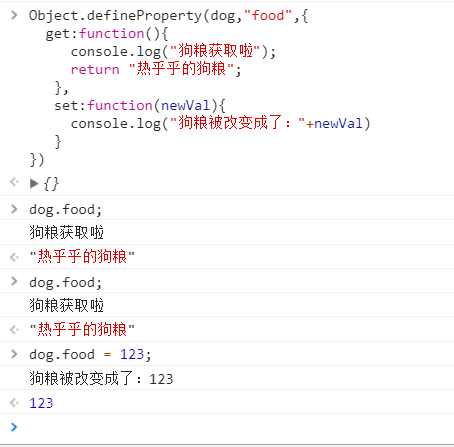 Object.defineProperty(dog,"food",{
get:function(){
console.log("狗粮获取啦");
return "热乎乎的狗粮";
},
set:function(newVal){
console.log("狗粮被改变成了："+newVal)
}
})
{}
dog.food;
狗粮获取啦
"热乎乎的狗粮"
dog.food;
狗粮获取啦
"热乎乎的狗粮"
dog.food = 123;
狗粮被改变成了：123
123